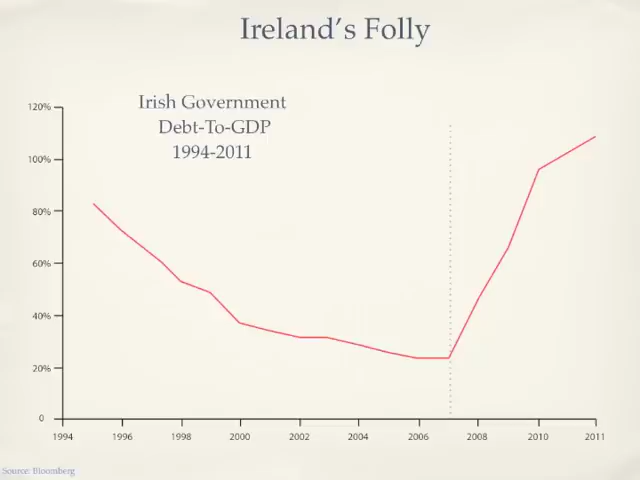 Ireland's Folly
Irish Government
Debt-To-GDP
1994-2011
120%
100%
80%
60%
40%
20%
0
1994 1996 1998 2000 2002 2004 2006 2008 2010 2011
Source: Bloomberg